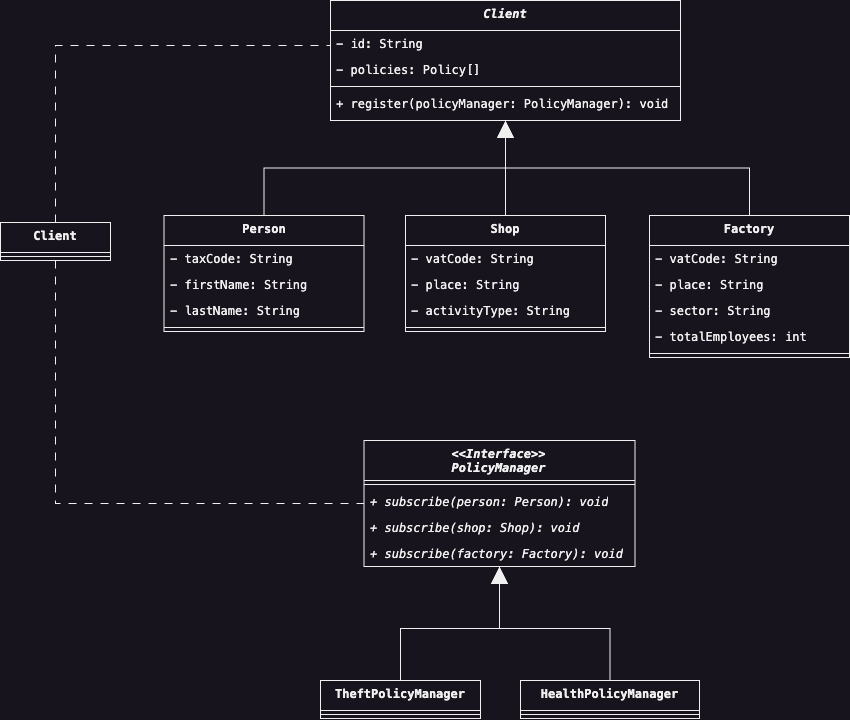 Client
- id: String
- policies: Policy[]
+ register(policyManager: PolicyManager): void
Client
Person
- taxCode: String
- firstName: String
- lastName: String
Shop
- vatCode: String
- place: String
- activityType: String
Factory
- vatCode: String
- place: String
- sector: String
- totalEmployees: int
<<Interface>>
PolicyManager
+ subscribe(person: Person): void
+ subscribe(shop: Shop): void
+ subscribe(factory: Factory): void
TheftPolicyManager
HealthPolicyManager